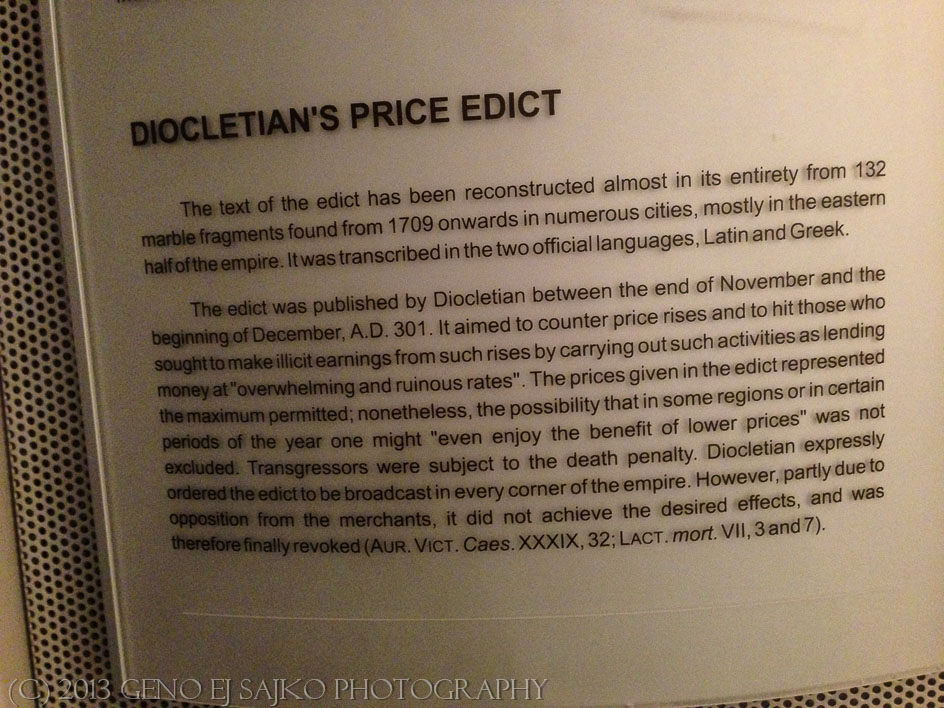 DIOCLETIAN'S PRICE EDICT
The text of the edict has been reconstructed almost in its entirety from 132
marble fragments found from 1709 onwards in numerous cities, mostly in the eastern
half of the empire. It was transcribed in the two official languages, Latin and Greek.
The edict was published by Diocletian between the end of November and the
beginning of December, A.D. 301. It aimed to counter price rises and to hit those who
sought to make illicit earnings from such rises by carrying out such activities as lending
money at "overwhelming and ruinous rates". The prices given in the edict represented
the maximum permitted; nonetheless, the possibility that in some regions or in certain
periods of the year one might "even enjoy the benefit of lower prices" was not
excluded. Transgressors were subject to the death penalty. Diocletian expressly
ordered the edict to be broadcast in every corner of the empire. However, partly due to
opposition from the merchants, it did not achieve the desired effects, and was
therefore finally revoked (AUR. VICT. Caes. XXXIX, 32; LACT. mort. VII, 3 and 7).
(C) 2013 GENO EJ SAJKO PHOTOGRAPHY